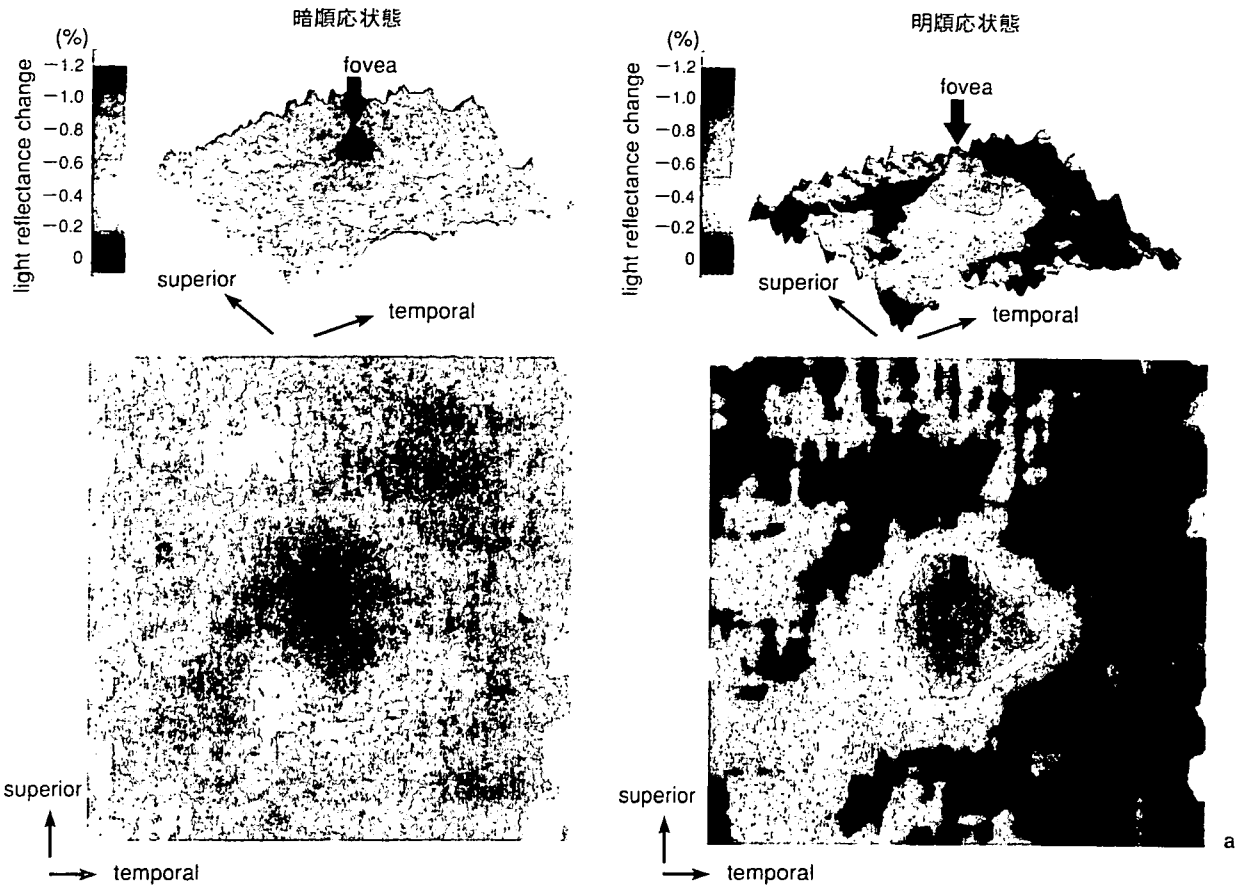 暗順応状態
(%)
light reflectance change
−1.2
−1.0
−0.8
−0.6
−0.4
−0.2
0
fovea
superior
temporal
superior
temporal
明順応状態
(%)
light reflectance change
−1.2
−1.0
−0.8
−0.6
−0.4
−0.2
0
fovea
superior
temporal
superior
temporal
a